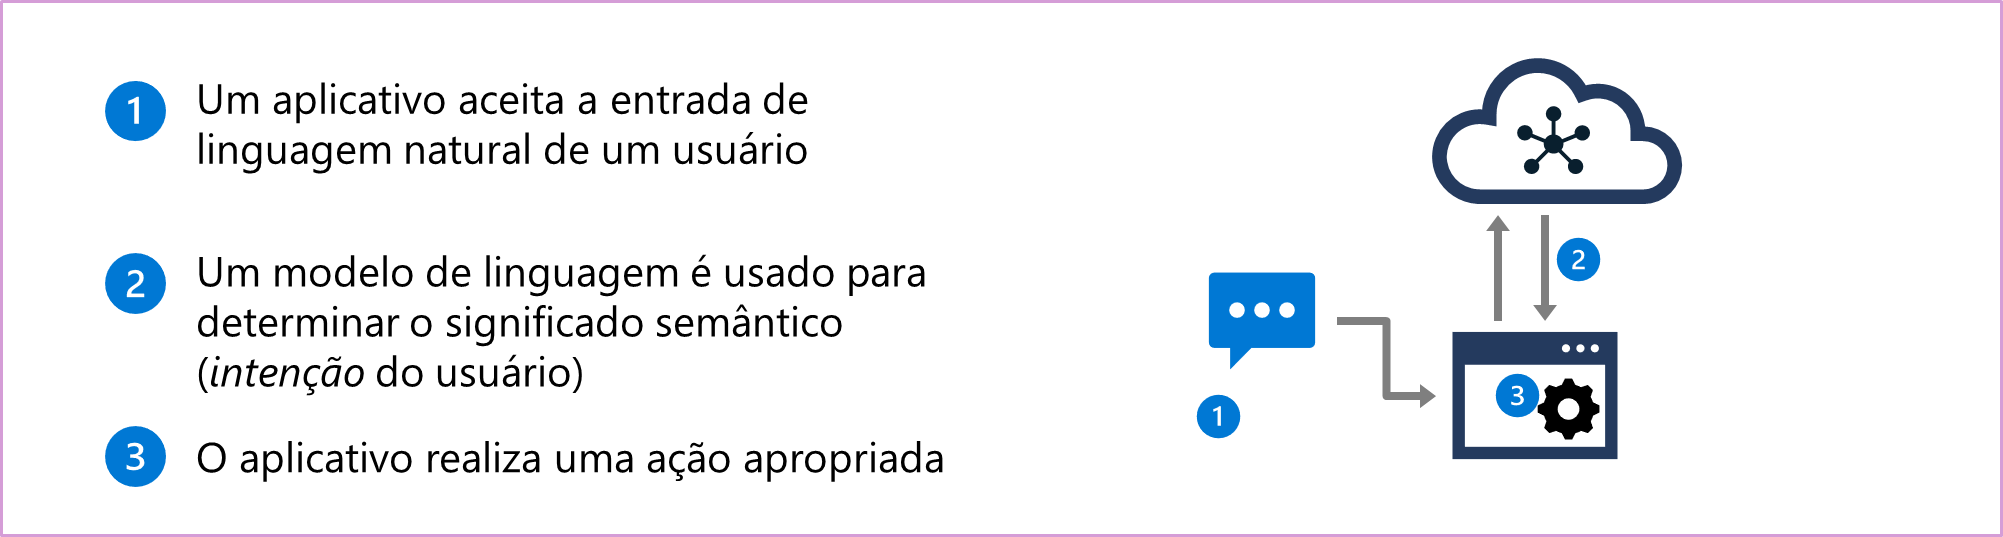 1
Um aplicativo aceita a entrada de
linguagem natural de um usuário
2
Um modelo de linguagem é usado para
determinar o significado semântico
(intenção do usuário)
3
O aplicativo realiza uma ação apropriada
2
3
1